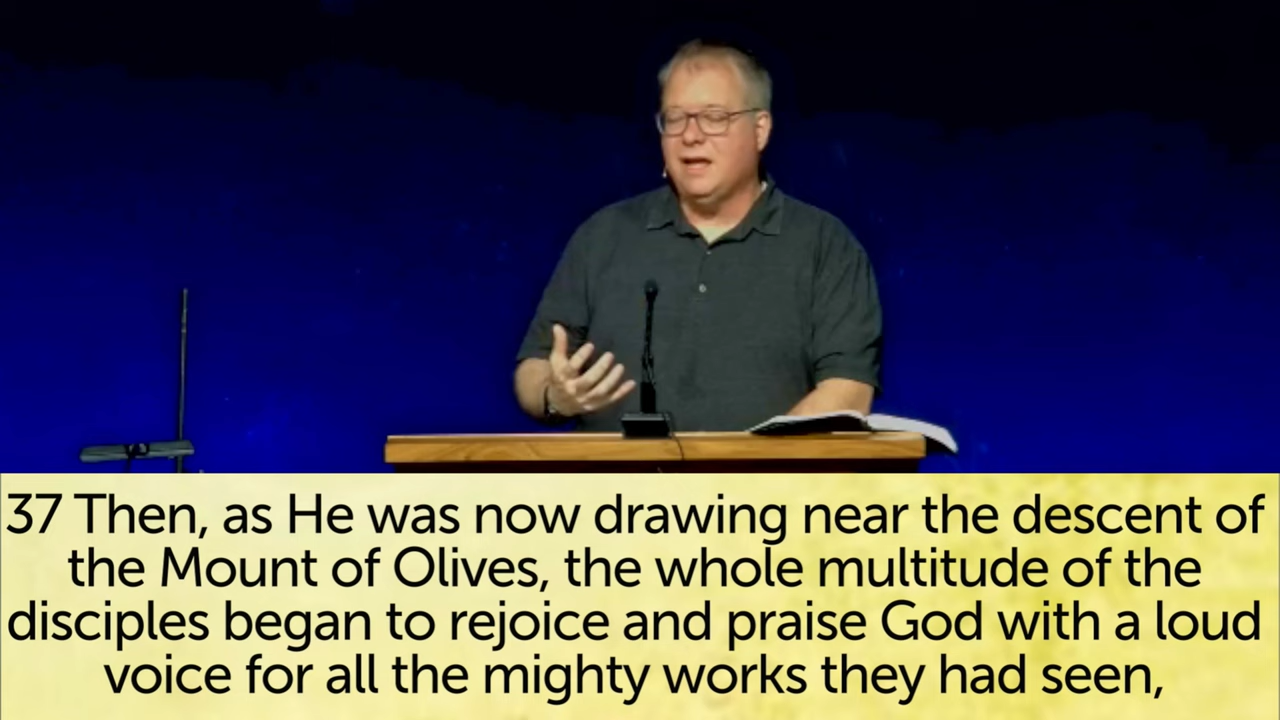 37 Then, as He was now drawing near the descent of
the Mount of Olives, the whole multitude of the
disciples began to rejoice and praise God with a loud
voice for all the mighty works they had seen,